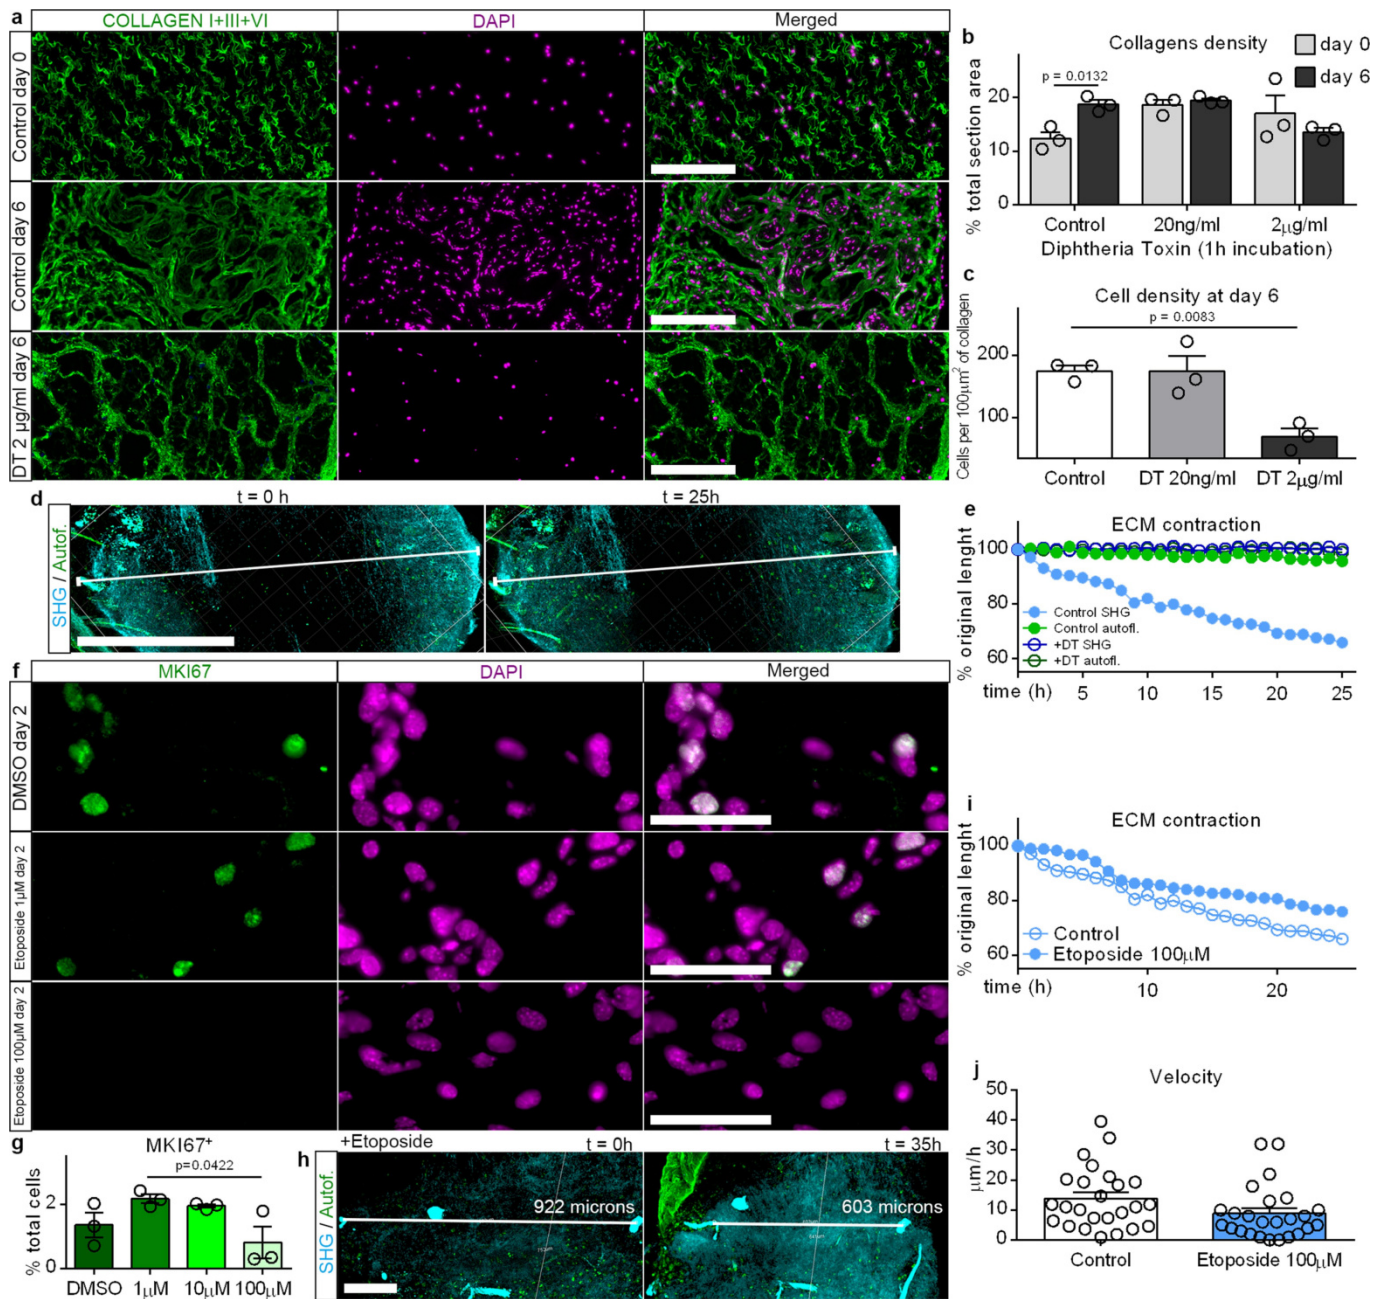 a
COLLAGEN I+III+VI
DAPI
Merged
Control day 0
Control day 6
DT 2 µg/ml day 6
b
Collagens density
day 0
day 6
p = 0.0132
% total section area
20
10
0
Control
20ng/ml
2µg/ml
Diphtheria Toxin (1h incubation)
c
Cell density at day 6
p = 0.0083
Cells per 100µm² of collagen
200
100
Control
DT 20ng/ml
DT 2µg/ml
d
t = 0 h
t = 25h
SHG / Autof.
e
ECM contraction
% original lenght
100
80
60
Control SHG
Control autofl.
+DT SHG
+DT autofl.
time (h)
5
10
15
20
25
f
MKI67
DAPI
Merged
DMSO day 2
Etoposide 1µM day 2
Etoposide 100µM day 2
g
MKI67⁺
p=0.0422
% total cells
2
0
DMSO
1µM
10µM
100µM
h
+Etoposide
t = 0h
t = 35h
SHG / Autof.
922 microns
603 microns
i
ECM contraction
% original lenght
100
80
60
Control
Etoposide 100µM
time (h)
10
20
j
Velocity
µm/h
50
40
30
20
10
0
Control
Etoposide 100µM